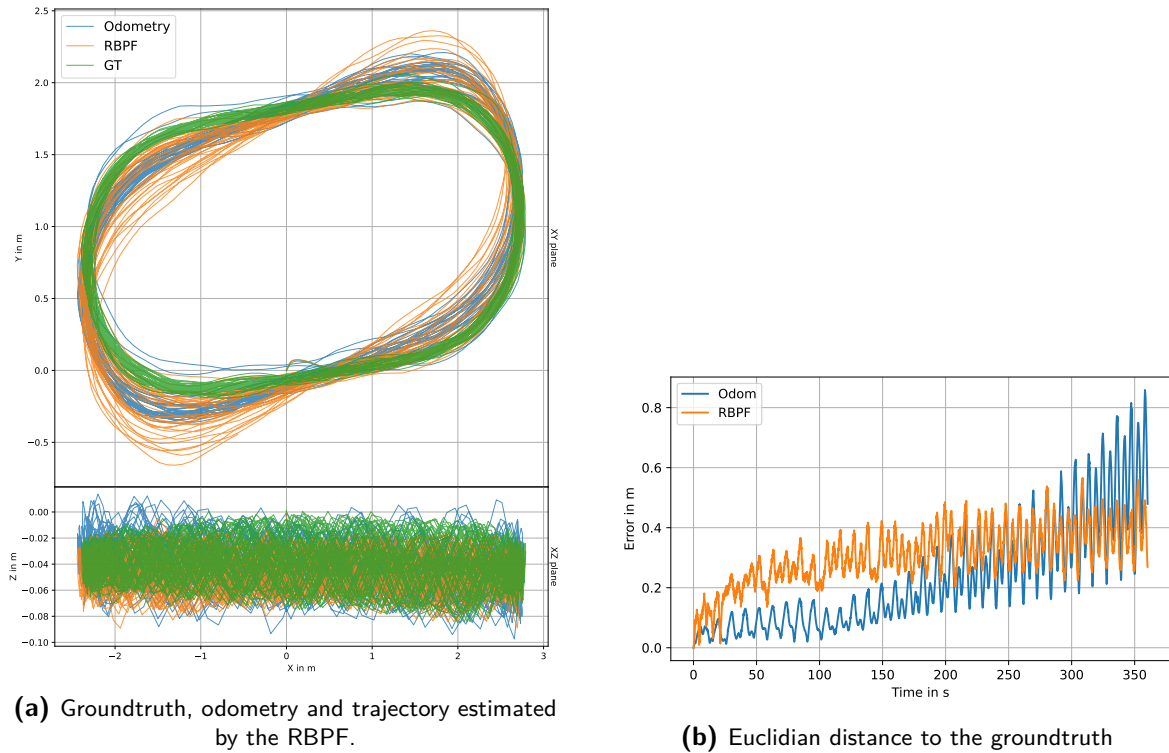 2.5
2.0
1.5
1.0
0.5
0.0
−0.5
Y in m
Odometry
RBPF
GT
XY plane
0.00
−0.02
−0.04
−0.06
−0.08
−0.10
Z in m
XZ plane
−2 −1 0 1 2 3
X in m
(a) Groundtruth, odometry and trajectory estimated
by the RBPF.
0.8
0.6
0.4
0.2
0.0
Error in m
Odom
RBPF
0 50 100 150 200 250 300 350
Time in s
(b) Euclidian distance to the groundtruth